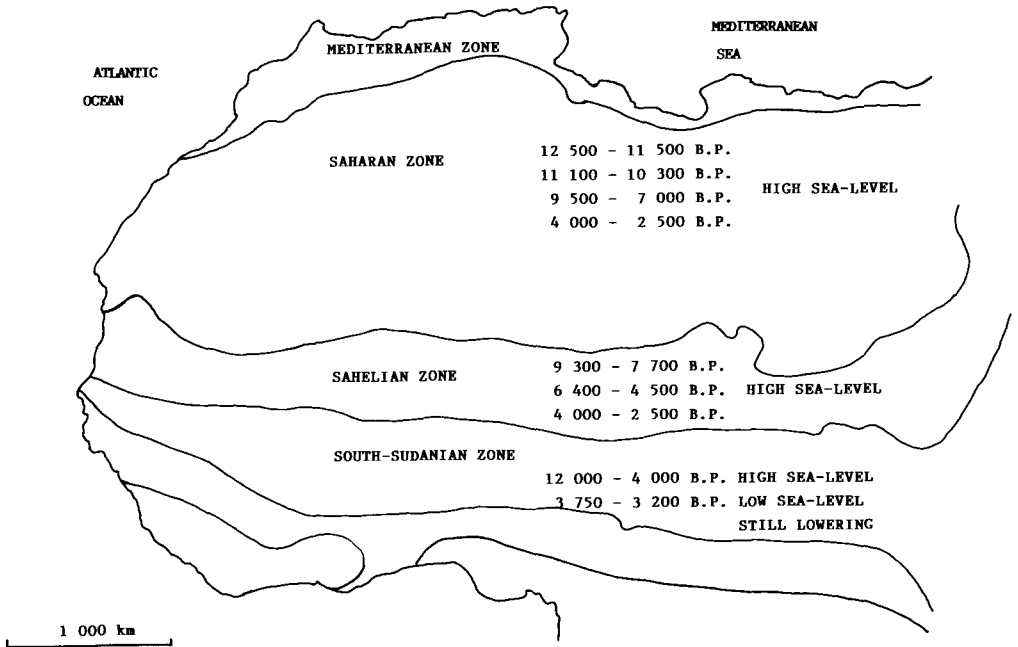 MEDITERRANEAN
SEA
MEDITERRANEAN ZONE
ATLANTIC
OCEAN
SAHARAN ZONE
12 500 - 11 500 B.P.
11 100 - 10 300 B.P.
9 500 - 7 000 B.P.
4 000 - 2 500 B.P.
HIGH SEA-LEVEL
SAHELIAN ZONE
9 300 - 7 700 B.P.
6 400 - 4 500 B.P.
4 000 - 2 500 B.P.
HIGH SEA-LEVEL
SOUTH-SUDANIAN ZONE
12 000 - 4 000 B.P. HIGH SEA-LEVEL
3 750 - 3 200 B.P. LOW SEA-LEVEL
STILL LOWERING
1 000 km